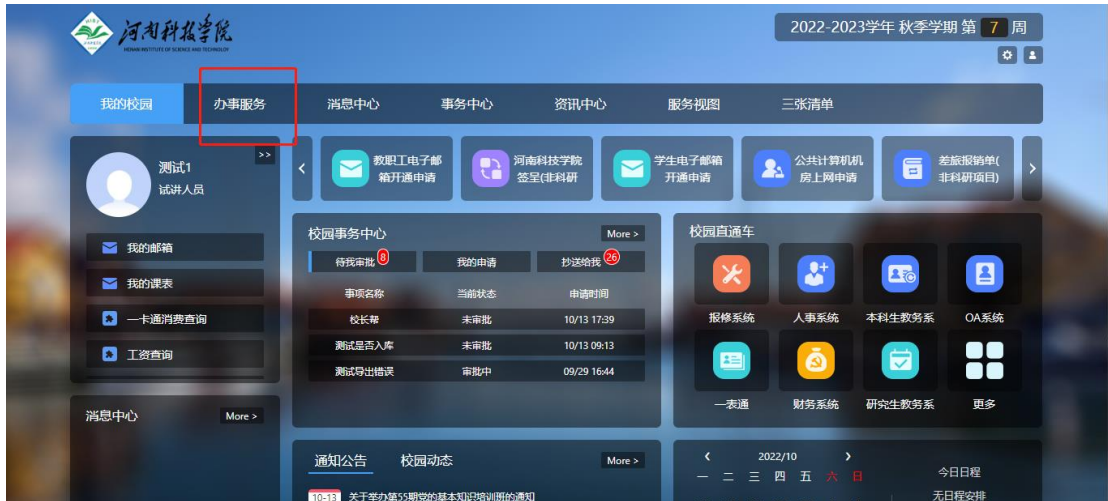 河南科技学院
HENAN INSTITUTE OF SCIENCE AND TECHNOLOGY
2022-2023学年 秋季学期 第 7 周
我的校园 办事服务 消息中心 事务中心 资讯中心 服务视图 三张清单
测试1
试讲人员
>>
我的邮箱
我的课表
一卡通消费查询
工资查询
消息中心 More >
教职工电子邮
箱开通申请
河南科技学院
签呈(非科研
学生电子邮箱
开通申请
公共计算机机
房上网申请
差旅报销单(
非科研项目)
校园事务中心 More >
待我审批 8 我的申请 抄送给我 26
事项名称 当前状态 申请时间
校长帮 未审批 10/13 17:39
测试是否入库 未审批 10/13 09:13
测试导出错误 审批中 09/29 16:44
校园直通车
报修系统 人事系统 本科生教务系 OA系统
一表通 财务系统 研究生教务系 更多
通知公告 校园动态 More >
10-13 关于举办第55期党的基本知识培训班的通知
< 2022/10 >
一 二 三 四 五 六 日
今日日程
无日程安排